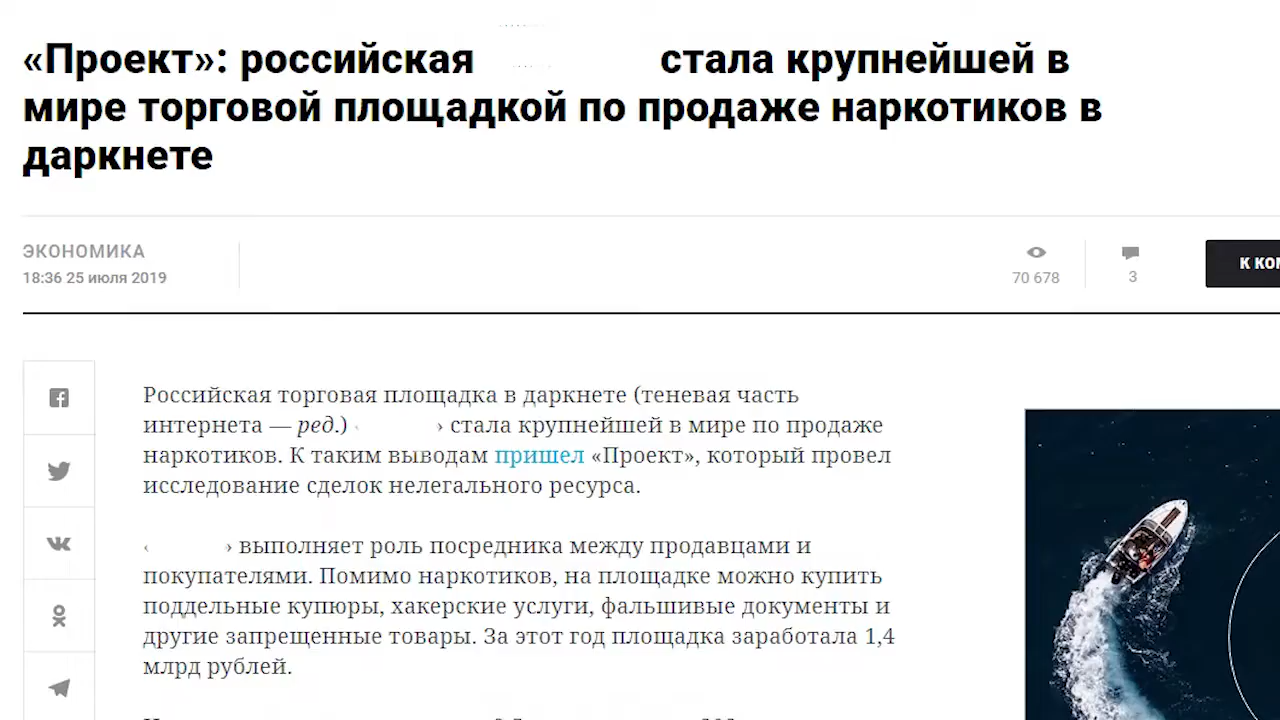 «Проект»: российская стала крупнейшей в
мире торговой площадкой по продаже наркотиков в
даркнете
ЭКОНОМИКА
18:36 25 июля 2019
70 678
3
К КОМ
Российская торговая площадка в даркнете (теневая часть
интернета — ред.) ‹ › стала крупнейшей в мире по продаже
наркотиков. К таким выводам пришел «Проект», который провел
исследование сделок нелегального ресурса.
‹ › выполняет роль посредника между продавцами и
покупателями. Помимо наркотиков, на площадке можно купить
поддельные купюры, хакерские услуги, фальшивые документы и
другие запрещенные товары. За этот год площадка заработала 1,4
млрд рублей.